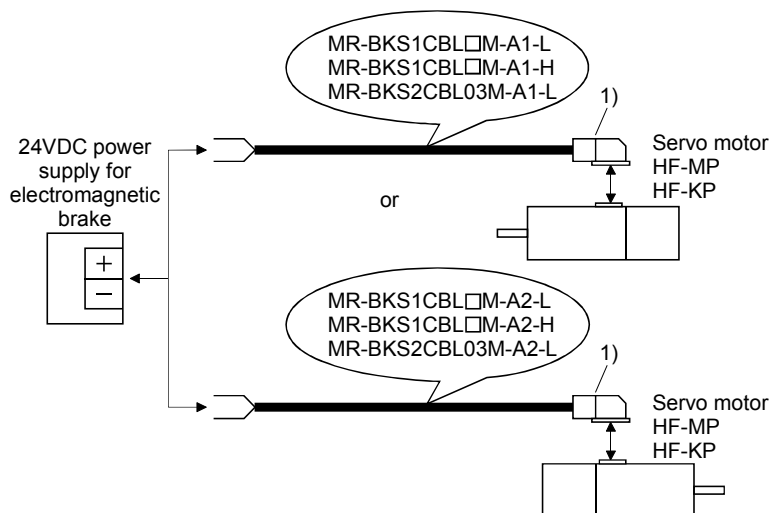 MR-BKS1CBL□M-A1-L
MR-BKS1CBL□M-A1-H
MR-BKS2CBL03M-A1-L
1)
24VDC power
supply for
electromagnetic
brake
+
−
Servo motor
HF-MP
HF-KP
or
MR-BKS1CBL□M-A2-L
MR-BKS1CBL□M-A2-H
MR-BKS2CBL03M-A2-L
1)
Servo motor
HF-MP
HF-KP